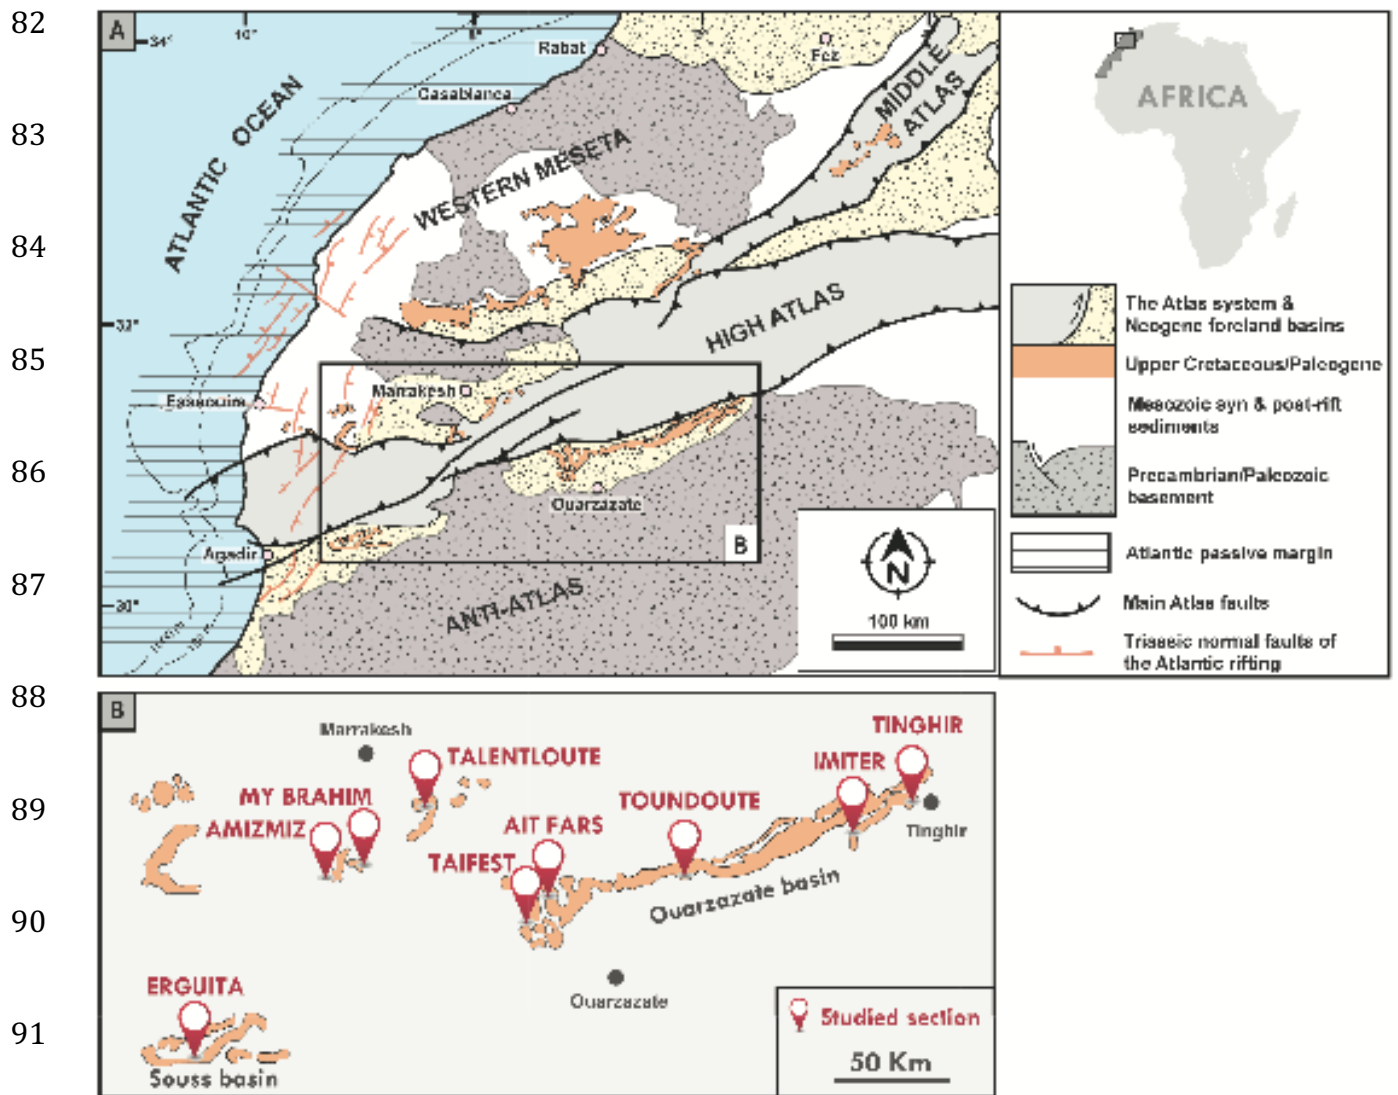 82
A
34°
10°
8°
Rabat
Fez
Casablanca
MIDDLE
ATLAS
AFRICA
83
ATLANTIC OCEAN
WESTERN MESETA
84
The Atlas system &
Neogene foreland basins
32°
HIGH ATLAS
85
Upper Cretaceous/Paleogene
Marrakesh
Essaouira
Mesozoic syn & post-rift
sediments
86
Precambrian/Paleozoic
basement
Ouarzazate
B
N
Agadir
Atlantic passive margin
87
30°
ANTI-ATLAS
100 km
Main Atlas faults
Triassic normal faults of
the Atlantic rifting
88
B
Marrakesh
TINGHIR
TALENTLOUTE
IMITER
89
MY BRAHIM
TOUNDOUTE
AMIZMIZ
AIT FARS
Tinghir
TAIFEST
Ouarzazate basin
90
ERGUITA
Ouarzazate
91
Studied section
50 Km
Souss basin